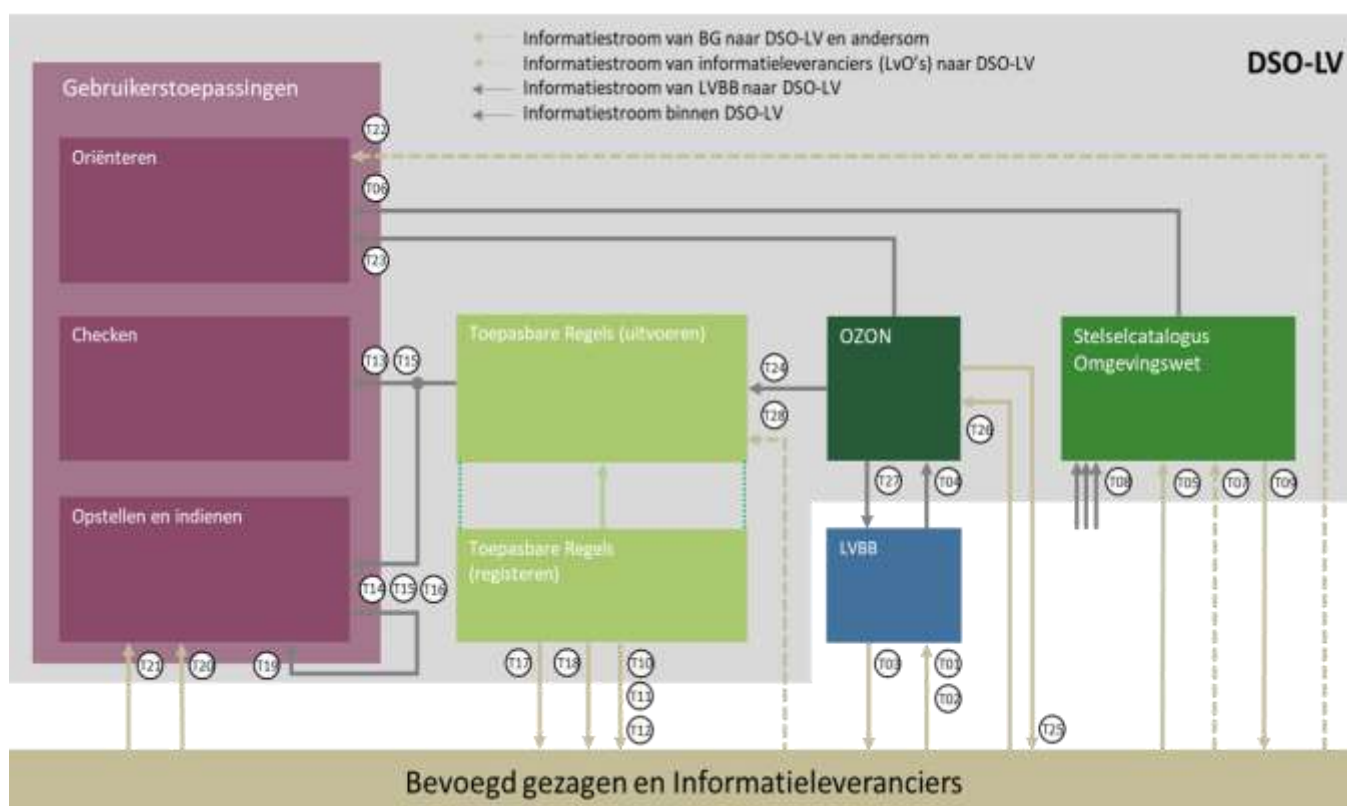 Informatiestroom van BG naar DSO-LV en andersom
Informatiestroom van informatieleveranciers (LvO's) naar DSO-LV
Informatiestroom van LVBB naar DSO-LV
Informatiestroom binnen DSO-LV
DSO-LV
Gebruikerstoepassingen
T22
Oriënteren
T06
T23
Checken
T13 T15
Toepasbare Regels (uitvoeren)
T24
T28
OZON
T26
Stelselcatalogus
Omgevingswet
T27 T04
T08 T05 T07 T09
Opstellen en indienen
T14 T15 T16
Toepasbare Regels
(registeren)
LVBB
T21 T20 T19
T17 T18 T10
T11
T12
T03 T01
T02
T25
Bevoegd gezagen en Informatieleveranciers